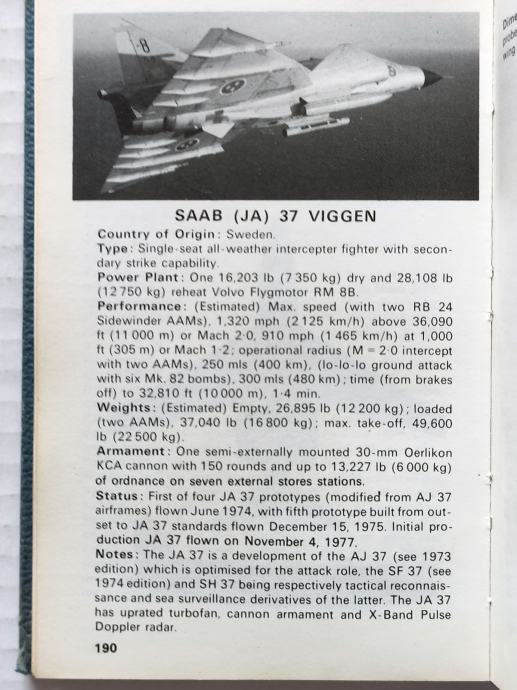 8
8
SAAB (JA) 37 VIGGEN
Country of Origin: Sweden.
Type: Single-seat all-weather intercepter fighter with secon-
dary strike capability.
Power Plant: One 16,203 lb (7 350 kg) dry and 28,108 lb
(12 750 kg) reheat Volvo Flygmotor RM 8B.
Performance: (Estimated) Max. speed (with two RB 24
Sidewinder AAMs), 1,320 mph (2 125 km/h) above 36,090
ft (11 000 m) or Mach 2·0, 910 mph (1 465 km/h) at 1,000
ft (305 m) or Mach 1·2; operational radius (M = 2·0 intercept
with two AAMs), 250 mls (400 km), (lo-lo-lo ground attack
with six Mk. 82 bombs), 300 mls (480 km); time (from brakes
off) to 32,810 ft (10 000 m), 1·4 min.
Weights: (Estimated) Empty, 26,895 lb (12 200 kg); loaded
(two AAMs), 37,040 lb (16 800 kg); max. take-off, 49,600
lb (22 500 kg).
Armament: One semi-externally mounted 30-mm Oerlikon
KCA cannon with 150 rounds and up to 13,227 lb (6 000 kg)
of ordnance on seven external stores stations.
Status: First of four JA 37 prototypes (modified from AJ 37
airframes) flown June 1974, with fifth prototype built from out-
set to JA 37 standards flown December 15, 1975. Initial pro-
duction JA 37 flown on November 4, 1977.
Notes: The JA 37 is a development of the AJ 37 (see 1973
edition) which is optimised for the attack role, the SF 37 (see
1974 edition) and SH 37 being respectively tactical reconnais-
sance and sea surveillance derivatives of the latter. The JA 37
has uprated turbofan, cannon armament and X-Band Pulse
Doppler radar.
190
Dime
probe
wing